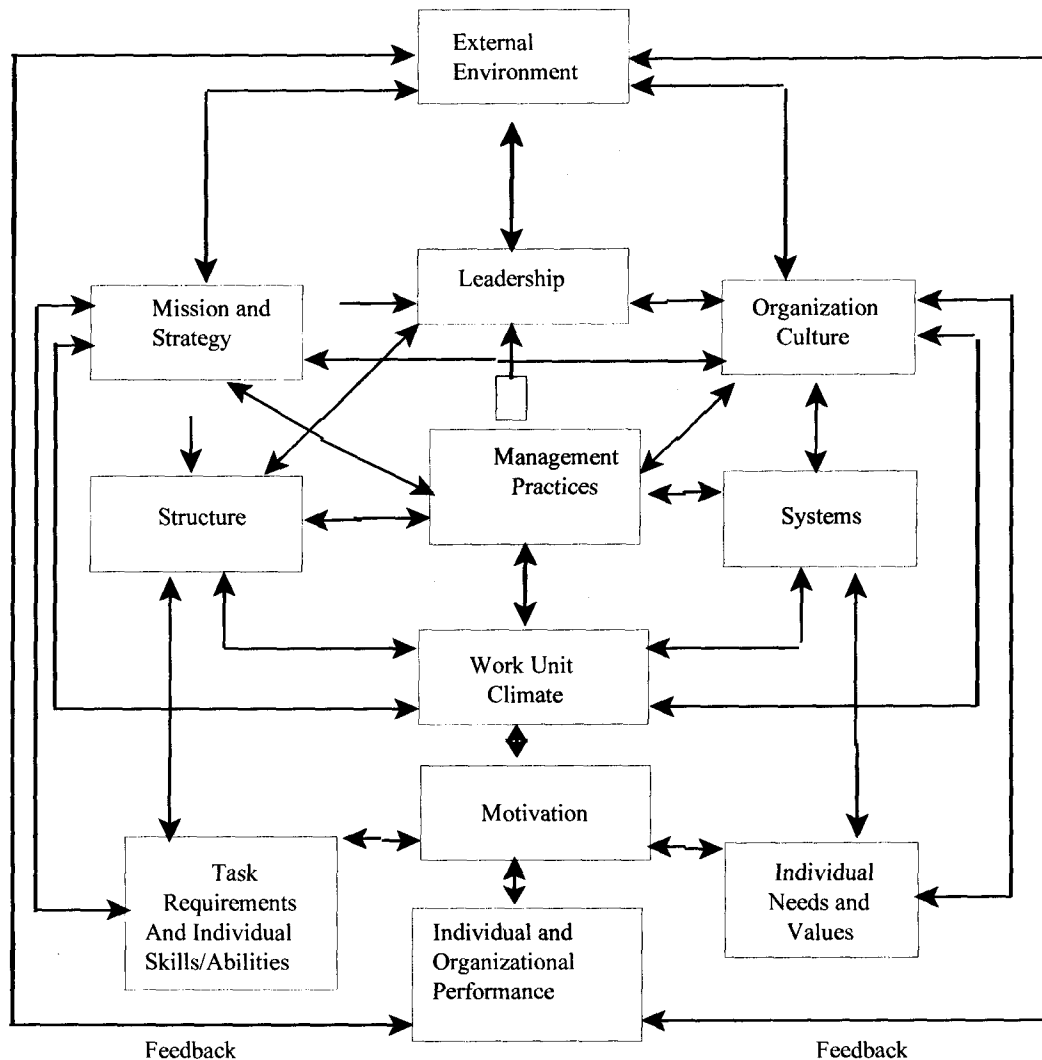 External
Environment
Leadership
Mission and
Strategy
Organization
Culture
Management
Practices
Structure
Systems
Work Unit
Climate
Motivation
Task
Requirements
And Individual
Skills/Abilities
Individual and
Organizational
Performance
Individual
Needs and
Values
Feedback
Feedback